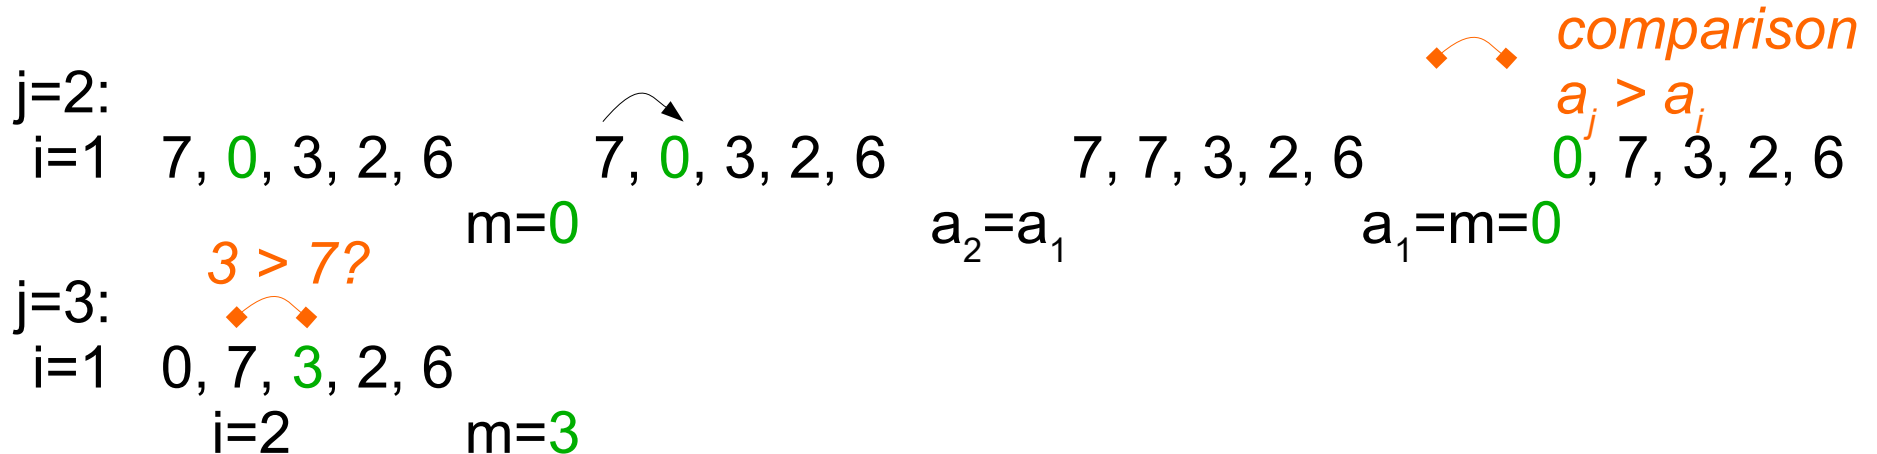 comparison
j=2:
a_j > a_i
i=1 7, 0, 3, 2, 6 7, 0, 3, 2, 6 7, 7, 3, 2, 6 0, 7, 3, 2, 6
m=0 a_2=a_1 a_1=m=0
3 > 7?
j=3:
i=1 0, 7, 3, 2, 6
i=2 m=3